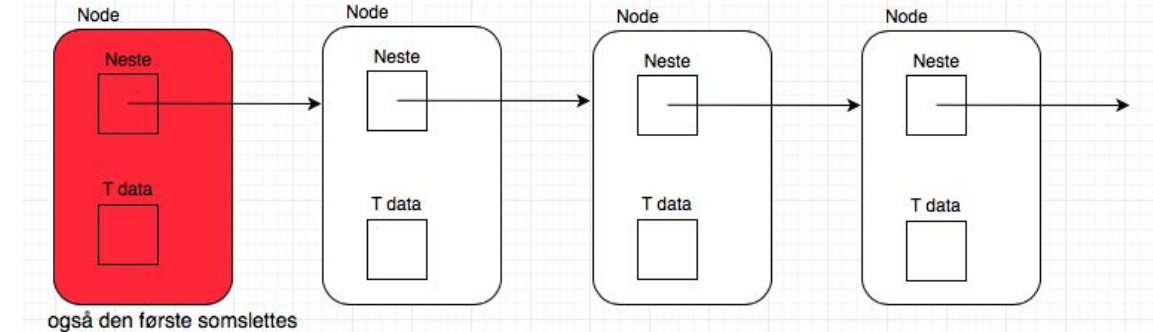 Node
Node
Node
Node
Neste
Neste
Neste
Neste
T data
T data
T data
T data
også den første somslettes